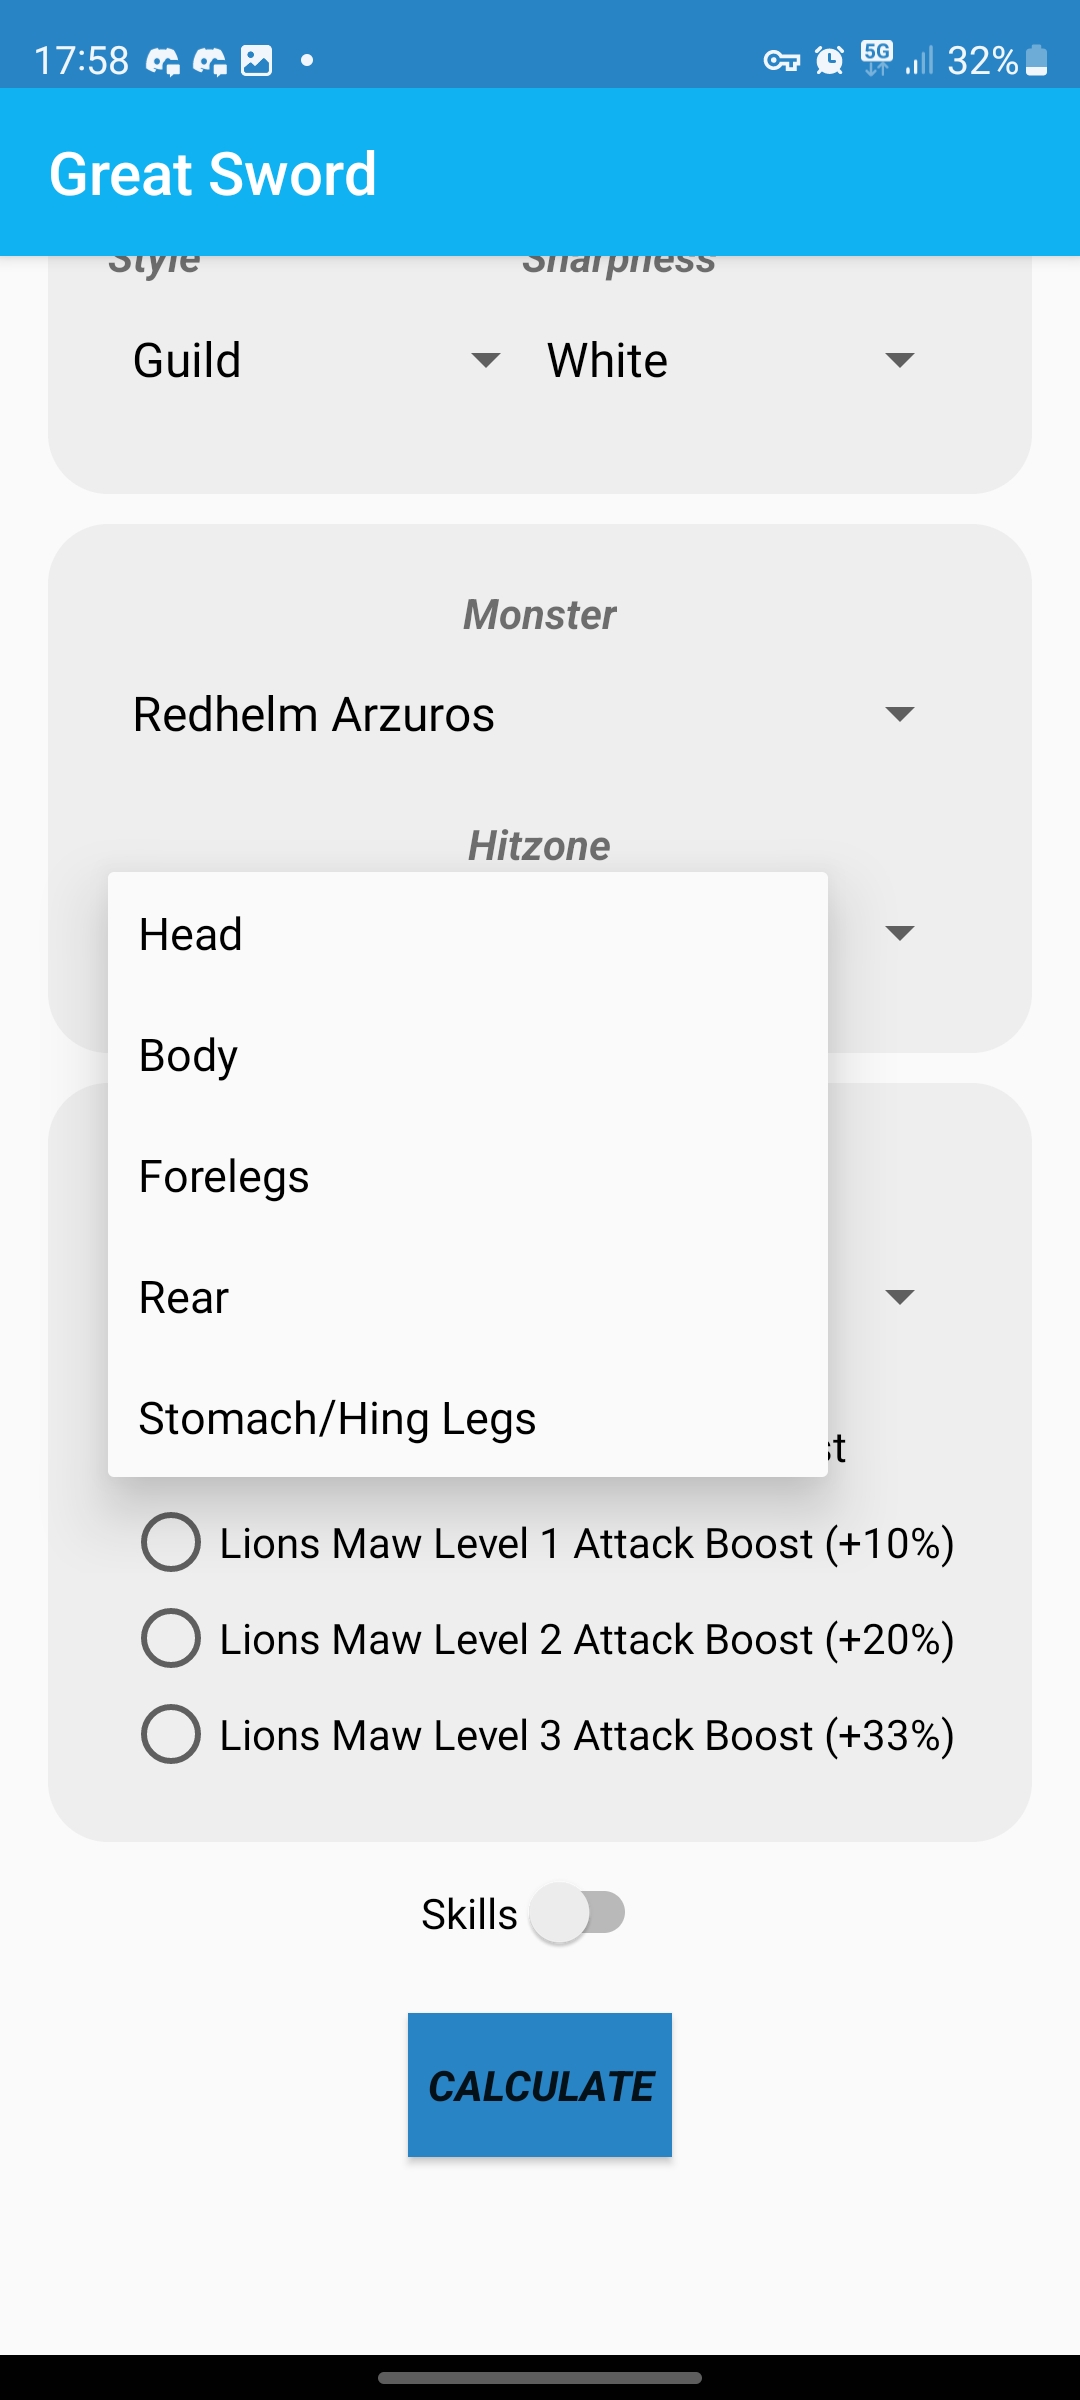 17:58 5G 32%
Great Sword
Style Sharpness
Guild White
Monster
Redhelm Arzuros
Hitzone
Head
Body
Forelegs
Rear
Stomach/Hing Legs
st
Lions Maw Level 1 Attack Boost (+10%)
Lions Maw Level 2 Attack Boost (+20%)
Lions Maw Level 3 Attack Boost (+33%)
Skills
CALCULATE